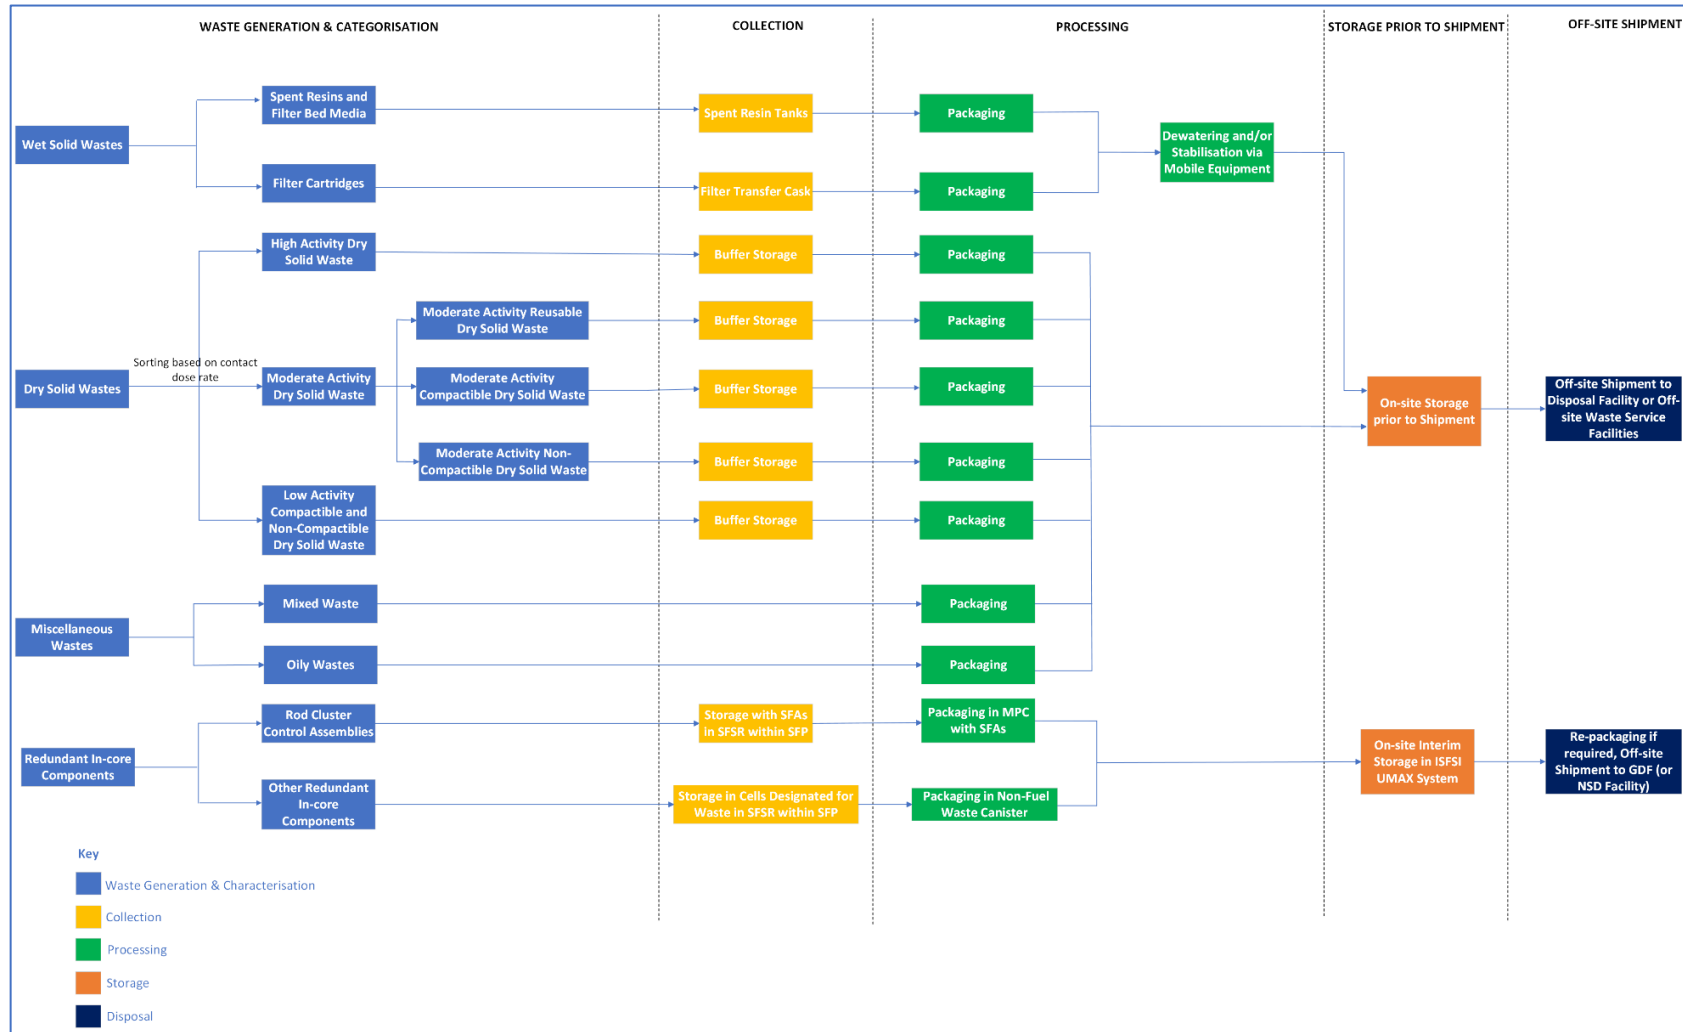 WASTE GENERATION & CATEGORISATION
COLLECTION
PROCESSING
STORAGE PRIOR TO SHIPMENT
OFF-SITE SHIPMENT
Wet Solid Wastes
Spent Resins and
Filter Bed Media
Spent Resin Tanks
Packaging
Dewatering and/or
Stabilisation via
Mobile Equipment
Filter Cartridges
Filter Transfer Cask
Packaging
Dry Solid Wastes
Sorting based on contact
dose rate
High Activity Dry
Solid Waste
Buffer Storage
Packaging
Moderate Activity
Dry Solid Waste
Moderate Activity Reusable
Dry Solid Waste
Buffer Storage
Packaging
Moderate Activity
Compactible Dry Solid Waste
Buffer Storage
Packaging
Moderate Activity Non-
Compactible Dry Solid Waste
Buffer Storage
Packaging
Low Activity
Compactible and
Non-Compactible
Dry Solid Waste
Buffer Storage
Packaging
On-site Storage
prior to Shipment
Off-site Shipment to
Disposal Facility or Off-
site Waste Service
Facilities
Miscellaneous
Wastes
Mixed Waste
Packaging
Oily Wastes
Packaging
Redundant In-core
Components
Rod Cluster
Control Assemblies
Storage with SFAs
in SFSR within SFP
Packaging in MPC
with SFAs
Other Redundant
In-core
Components
Storage in Cells Designated for
Waste in SFSR within SFP
Packaging in Non-Fuel
Waste Canister
On-site Interim
Storage in ISFSI
UMAX System
Re-packaging if
required, Off-site
Shipment to GDF (or
NSD Facility)
Key
Waste Generation & Characterisation
Collection
Processing
Storage
Disposal